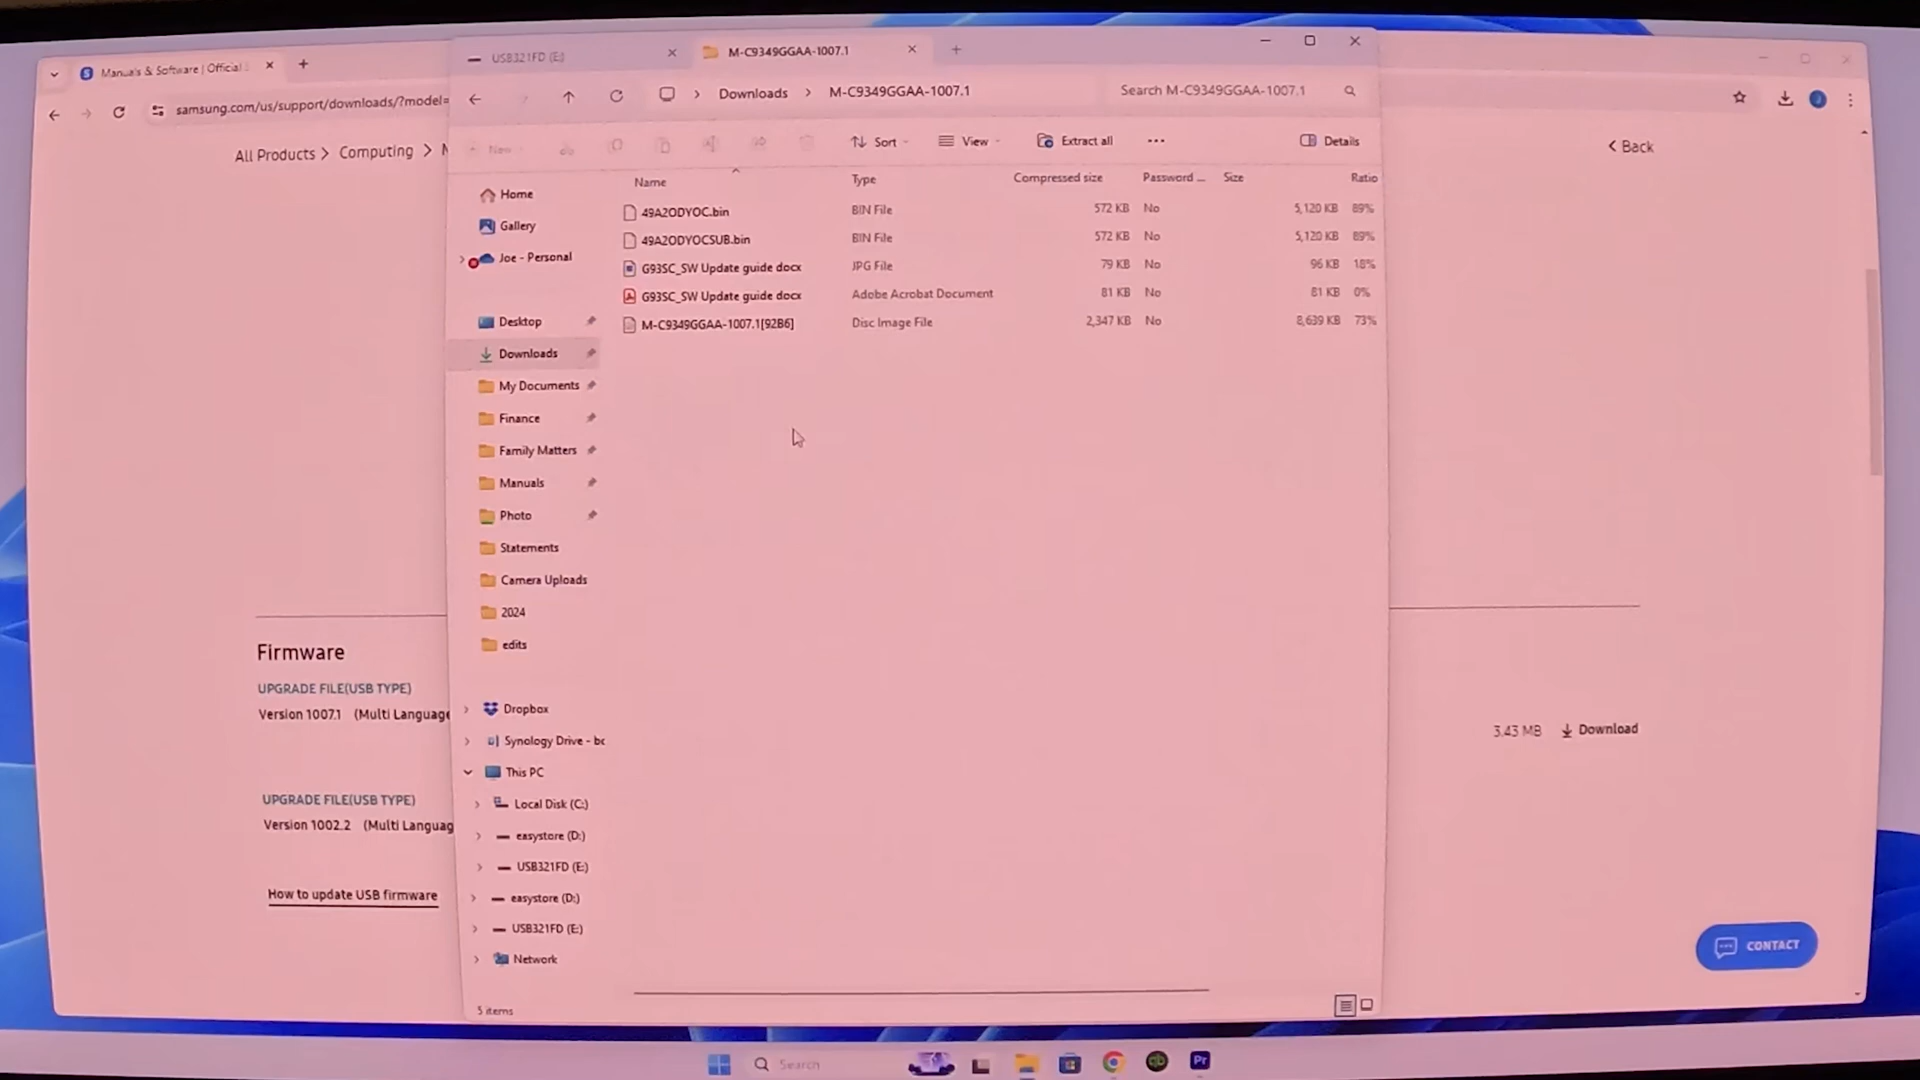 Manuals & Software | Official
USB321FD (E:)
M-C9349GGAA-1007.1
samsung.com/us/support/downloads/?model=
Downloads > M-C9349GGAA-1007.1
Search M-C9349GGAA-1007.1
All Products > Computing >
New
Sort
View
Extract all
Details
< Back
Name
Type
Compressed size
Password ...
Size
Ratio
Home
Gallery
Joe - Personal
Desktop
Downloads
My Documents
Finance
Family Matters
Manuals
Photo
Statements
Camera Uploads
2024
edits
Dropbox
Synology Drive - bc
This PC
Local Disk (C:)
easystore (D:)
USB321FD (E:)
easystore (D:)
USB321FD (E:)
Network
49A2ODYOC.bin BIN File 572 KB No 5,120 KB 89%
49A2ODYOCSUB.bin BIN File 572 KB No 5,120 KB 89%
G93SC_SW Update guide docx JPG File 79 KB No 96 KB 18%
G93SC_SW Update guide docx Adobe Acrobat Document 81 KB No 81 KB 0%
M-C9349GGAA-1007.1[92B6] Disc Image File 2,347 KB No 8,639 KB 73%
Firmware
UPGRADE FILE(USB TYPE)
Version 1007.1 (Multi Language
3.43 MB Download
UPGRADE FILE(USB TYPE)
Version 1002.2 (Multi Languag
How to update USB firmware
CONTACT
5 items
Search
Pr